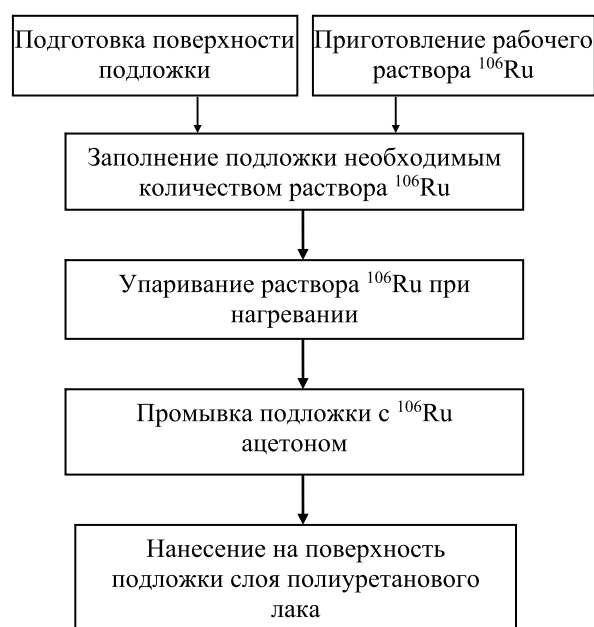 Подготовка поверхности
подложки
Приготовление рабочего
раствора ¹⁰⁶Ru
Заполнение подложки необходимым
количеством раствора ¹⁰⁶Ru
Упаривание раствора ¹⁰⁶Ru при
нагревании
Промывка подложки с ¹⁰⁶Ru
ацетоном
Нанесение на поверхность
подложки слоя полиуретанового
лака